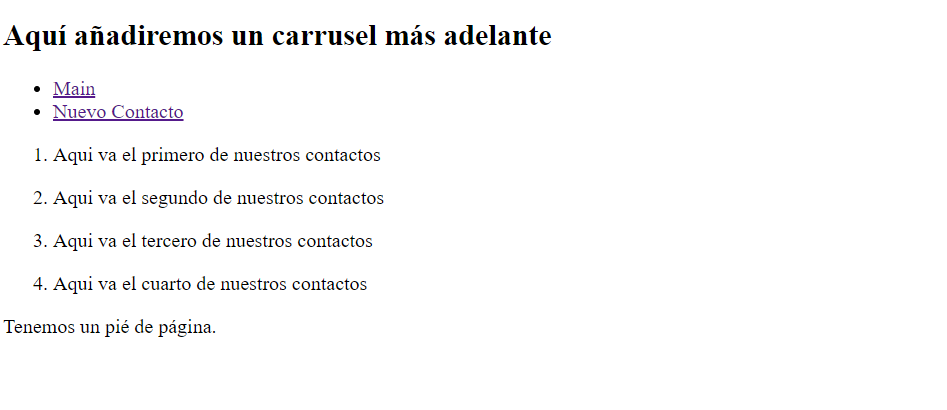 Aquí añadiremos un carrusel más adelante
Main
Nuevo Contacto
1. Aqui va el primero de nuestros contactos
2. Aqui va el segundo de nuestros contactos
3. Aqui va el tercero de nuestros contactos
4. Aqui va el cuarto de nuestros contactos
Tenemos un pié de página.